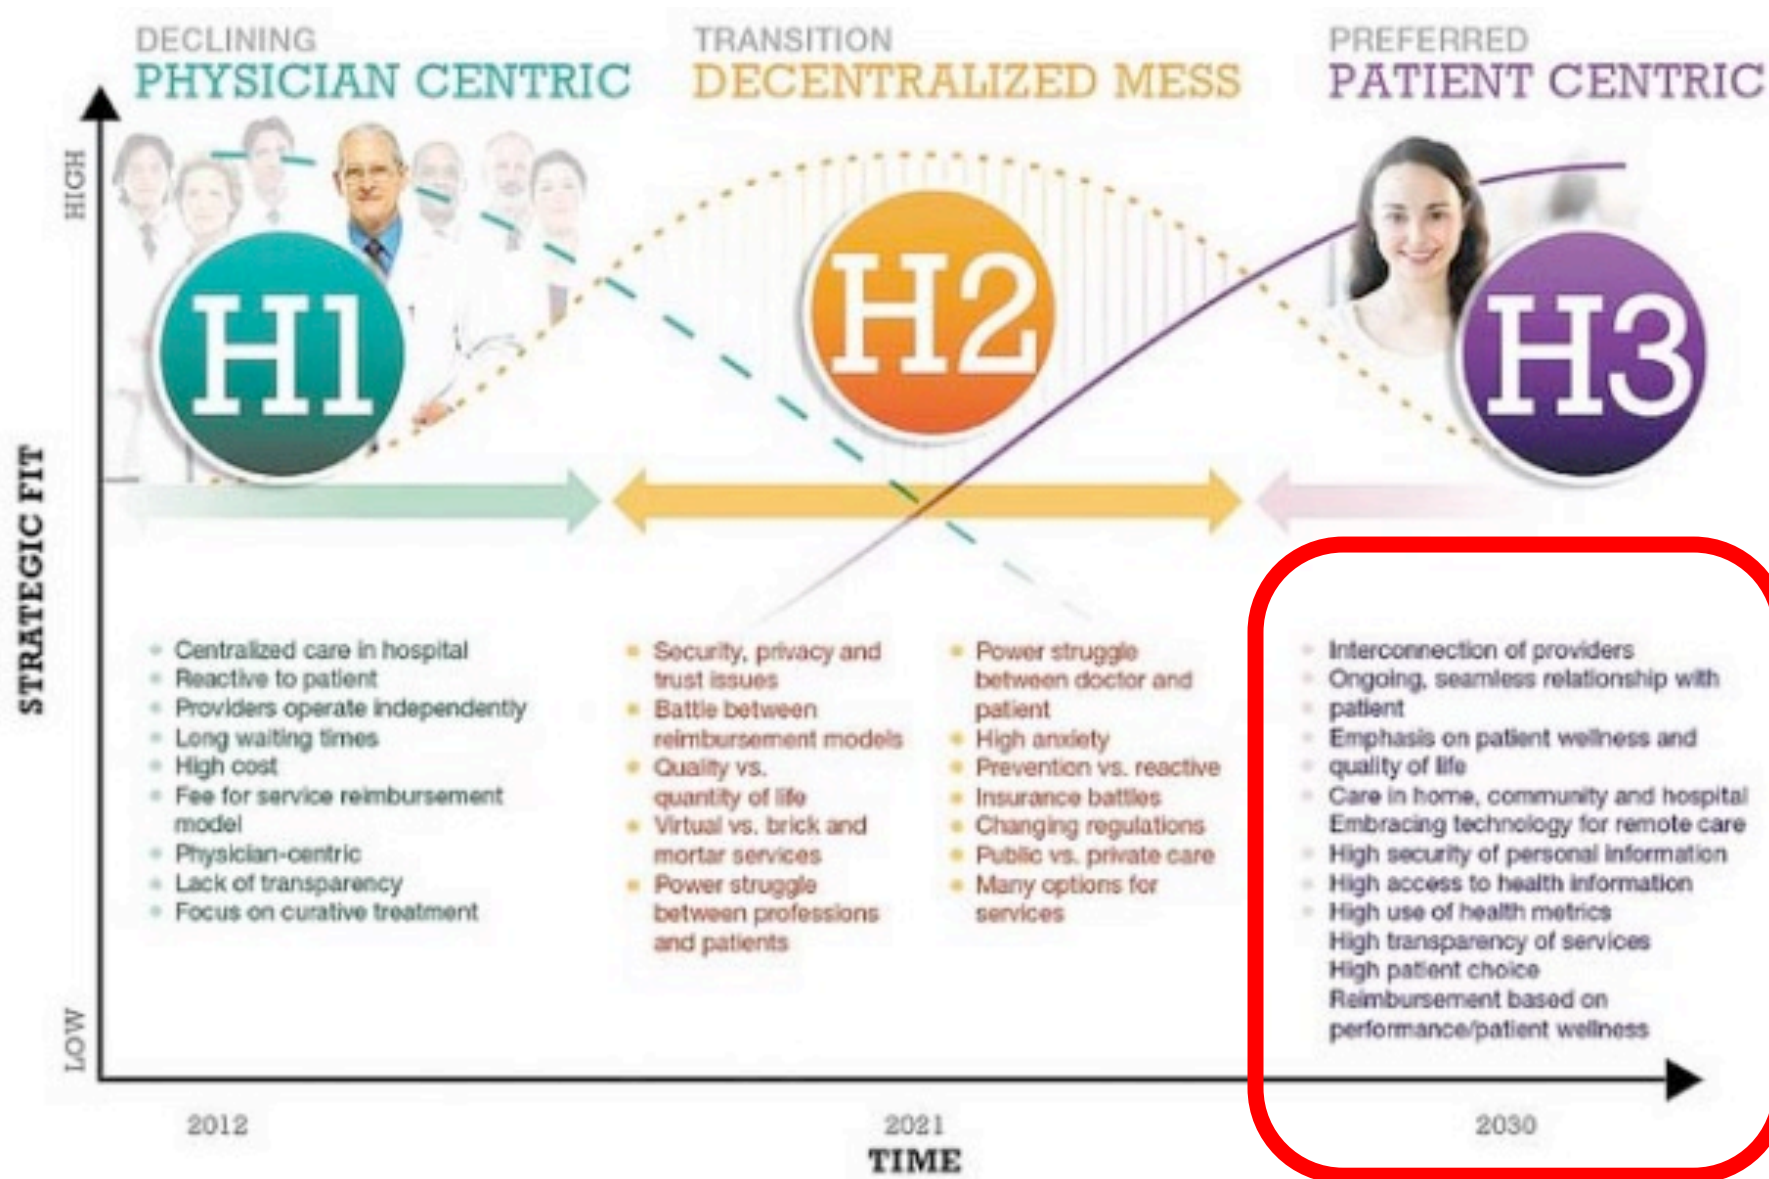 DECLINING
PHYSICIAN CENTRIC
TRANSITION
DECENTRALIZED MESS
PREFERRED
PATIENT CENTRIC
HIGH
H1
H2
H3
STRATEGIC FIT
Centralized care in hospital
Reactive to patient
Providers operate independently
Long waiting times
High cost
Fee for service reimbursement
model
Physician-centric
Lack of transparency
Focus on curative treatment
Security, privacy and
trust issues
Battle between
reimbursement models
Quality vs.
quantity of life
Virtual vs. brick and
mortar services
Power struggle
between professions
and patients
Power struggle
between doctor and
patient
High anxiety
Prevention vs. reactive
Insurance battles
Changing regulations
Public vs. private care
Many options for
services
Interconnection of providers
Ongoing, seamless relationship with
patient
Emphasis on patient wellness and
quality of life
Care in home, community and hospital
Embracing technology for remote care
High security of personal information
High access to health information
High use of health metrics
High transparency of services
High patient choice
Reimbursement based on
performance/patient wellness
LOW
2012
2021
2030
TIME